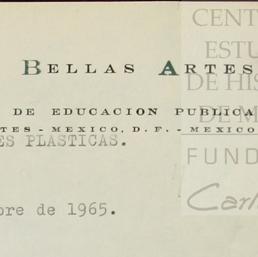 BELLAS ARTES
DE EDUCACION PUBLICA
TES - MEXICO, D. F. - MEXICO
ES PLASTICAS.
bre de 1965.
CENT
ESTU
DE HIS
DE M
FUND
Carl